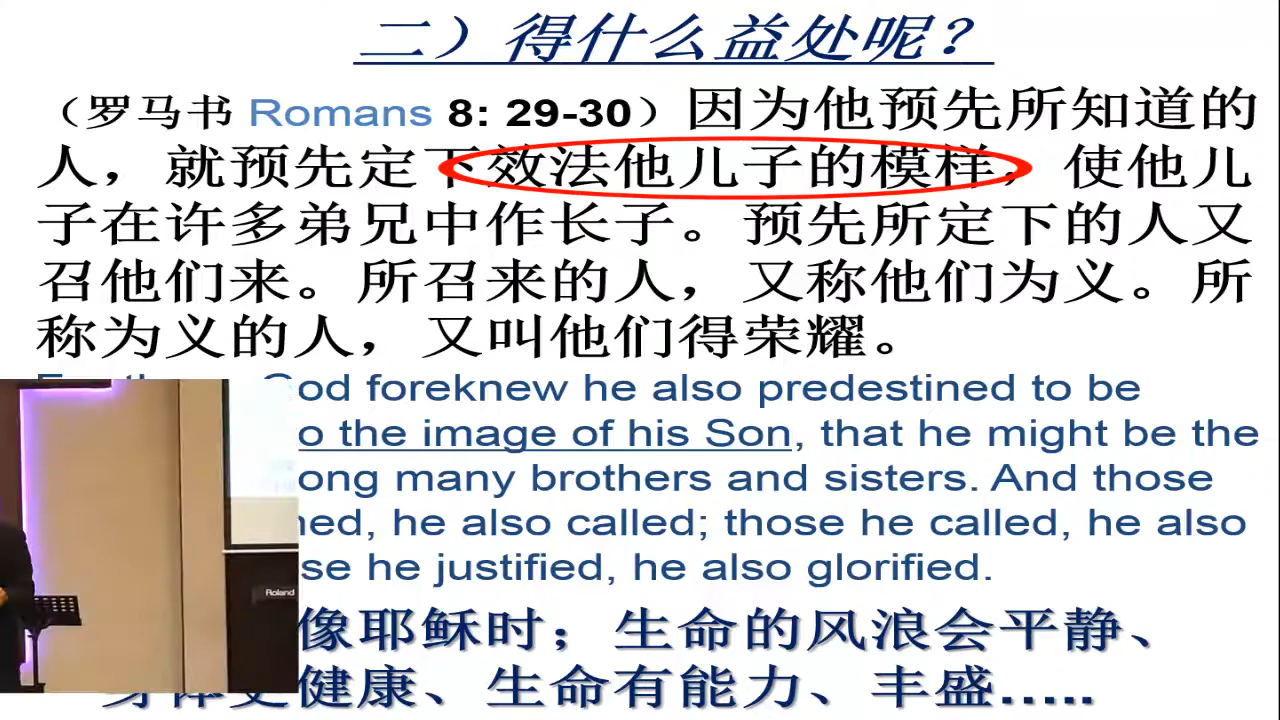 二）得什么益处呢？
（罗马书 Romans 8: 29-30）因为他预先所知道的
人，就预先定下效法他儿子的模样，使他儿
子在许多弟兄中作长子。预先所定下的人又
召他们来。所召来的人，又称他们为义。所
称为义的人，又叫他们得荣耀。
God foreknew he also predestined to be
o the image of his Son, that he might be the
ong many brothers and sisters. And those
ned, he also called; those he called, he also
se he justified, he also glorified.
Roland
像耶稣时；生命的风浪会平静、
健康、生命有能力、丰盛…..